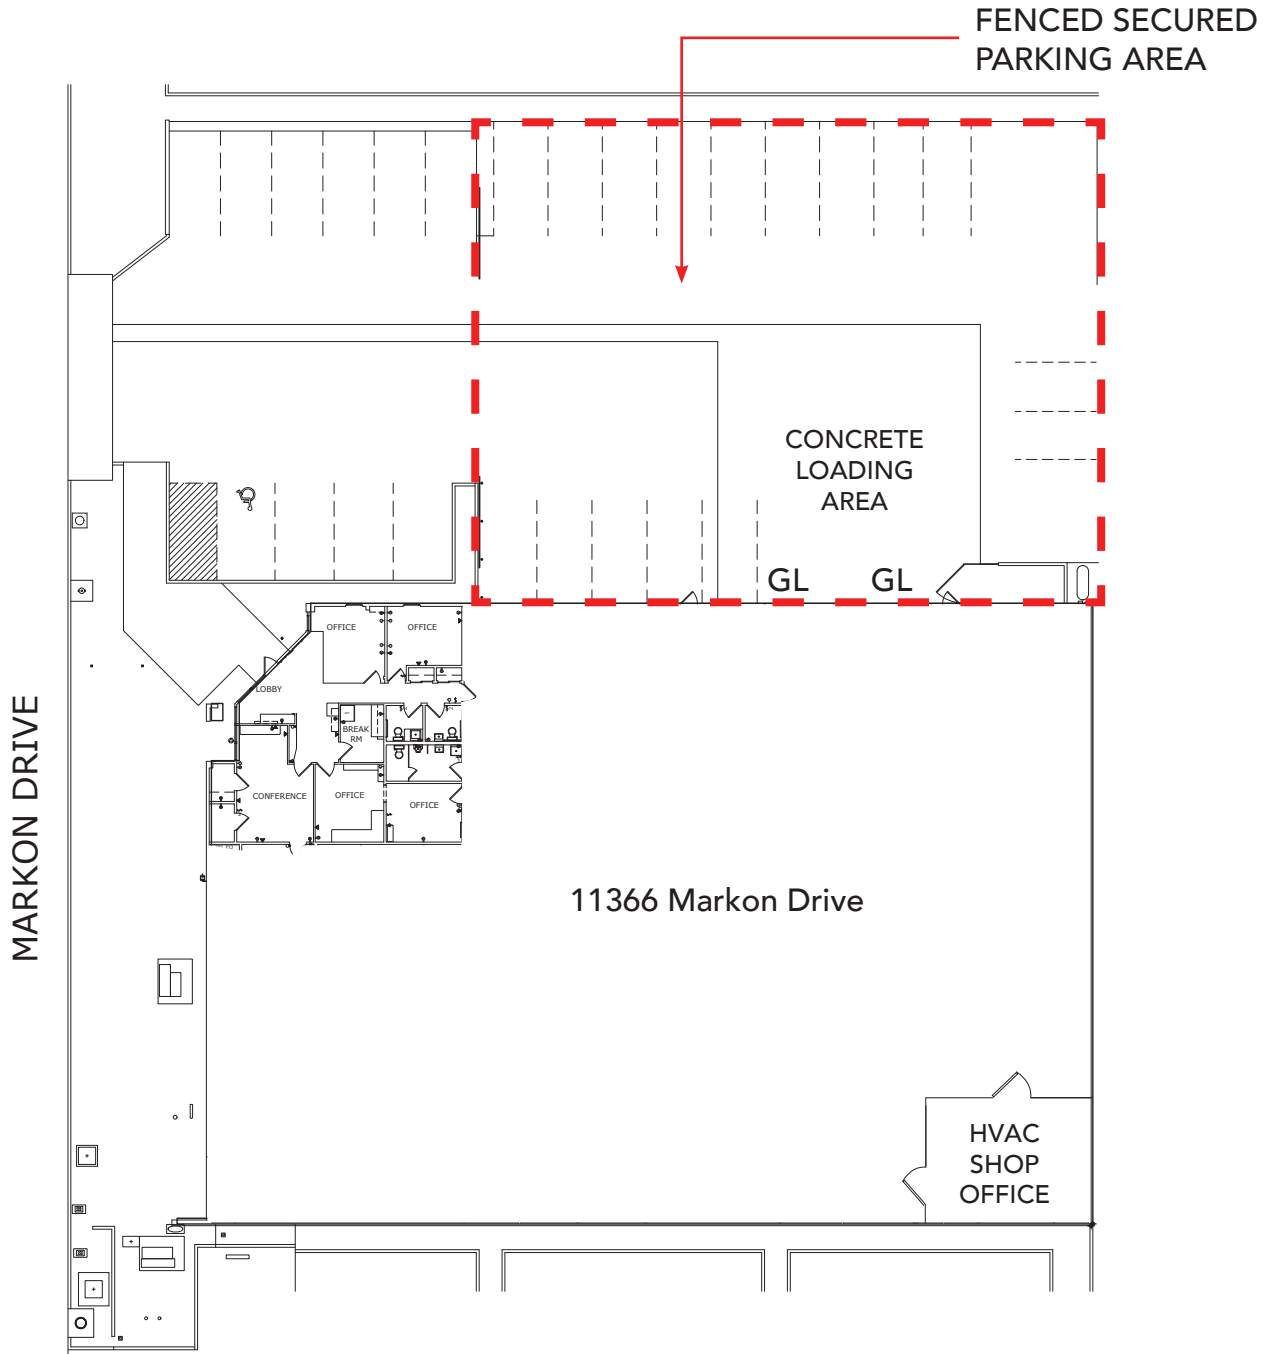 FENCED SECURED
PARKING AREA
CONCRETE
LOADING
AREA
GL
GL
OFFICE
OFFICE
LOBBY
BREAK
RM
CONFERENCE
OFFICE
OFFICE
MARKON DRIVE
11366 Markon Drive
HVAC
SHOP
OFFICE